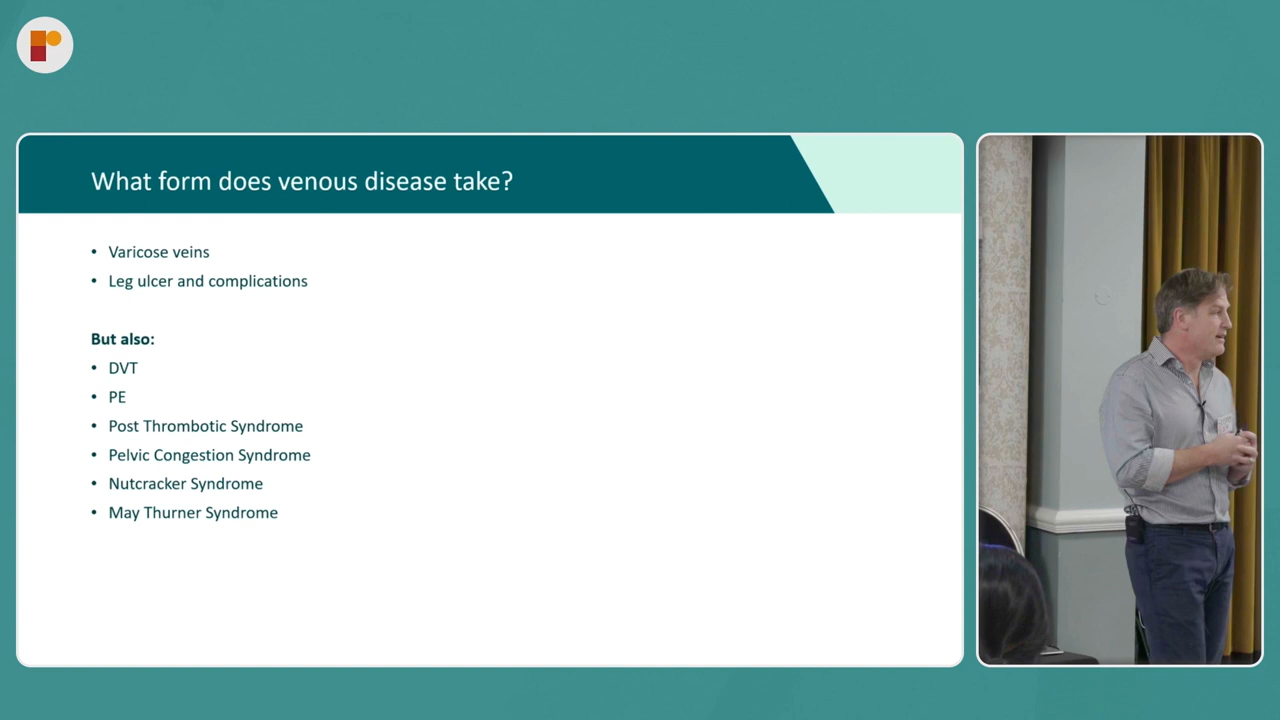 What form does venous disease take?
• Varicose veins
• Leg ulcer and complications
But also:
• DVT
• PE
• Post Thrombotic Syndrome
• Pelvic Congestion Syndrome
• Nutcracker Syndrome
• May Thurner Syndrome